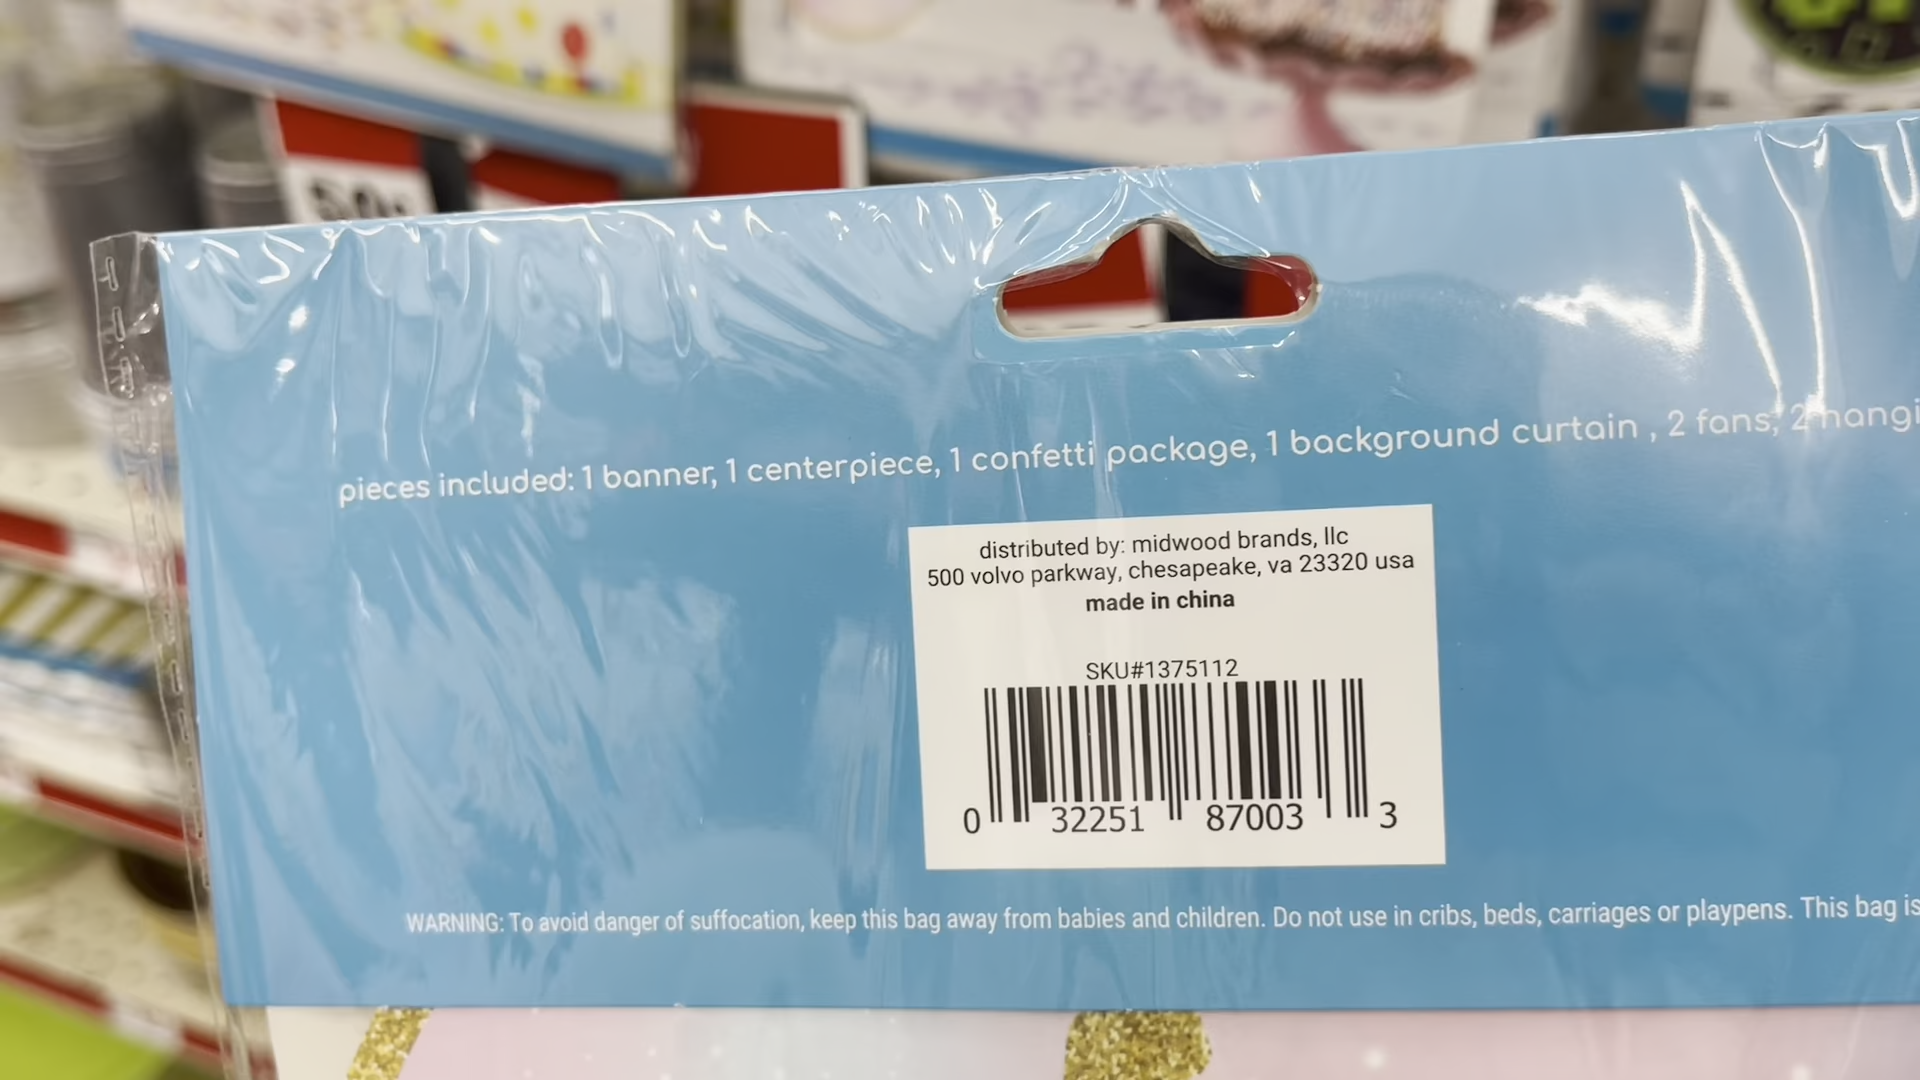 50¢
pieces included: 1 banner, 1 centerpiece, 1 confetti package, 1 background curtain , 2 fans, 2 hangi
distributed by: midwood brands, llc
500 volvo parkway, chesapeake, va 23320 usa
made in china
SKU#1375112
0 32251 87003 3
WARNING: To avoid danger of suffocation, keep this bag away from babies and children. Do not use in cribs, beds, carriages or playpens. This bag is